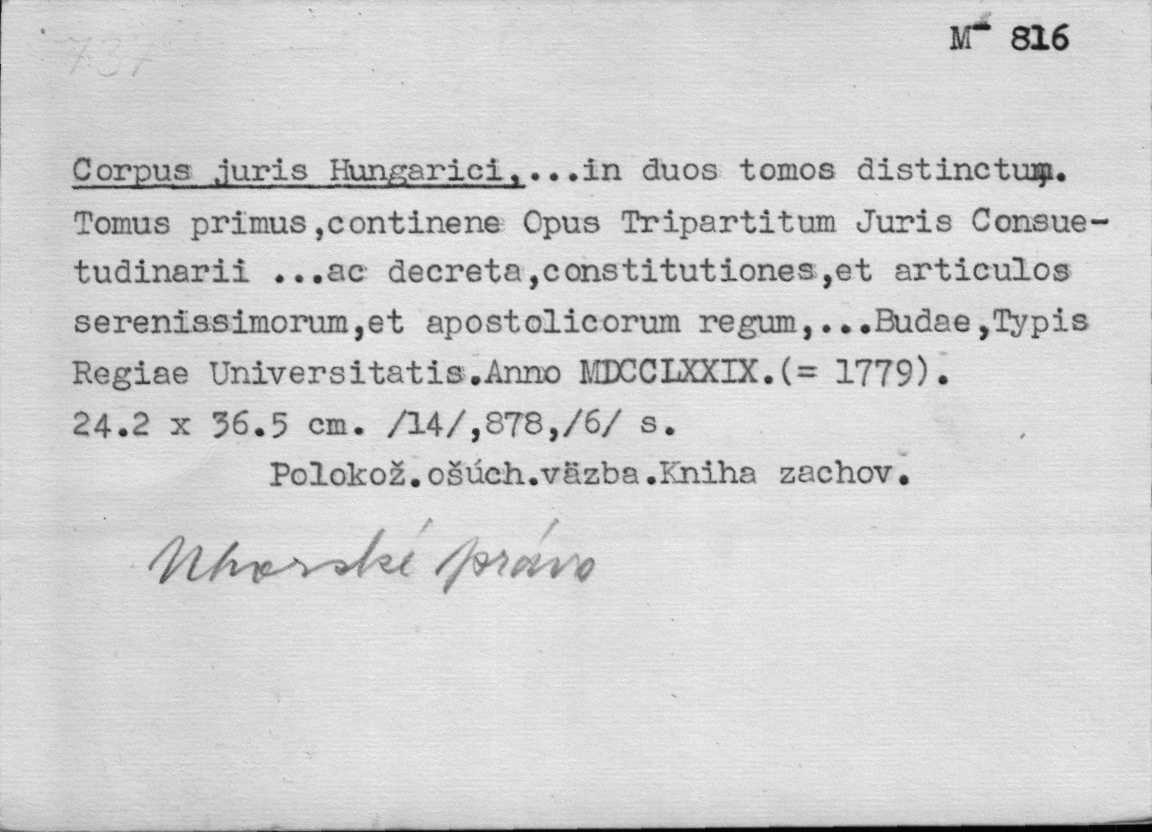 737
M- 816
Corpus juris Hungarici,...in duos tomos distinctum.
Tomus primus,continene Opus Tripartitum Juris Consue-
tudinarii ...ac decreta,constitutiones,et articulos
serenissimorum,et apostolicorum regum,...Budae,Typis
Regiae Universitatis.Anno MDCCLXXIX.(= 1779).
24.2 x 36.5 cm. /14/,878,/6/ s.
Polokož.ošúch.väzba.Kniha zachov.
Uhorské právo